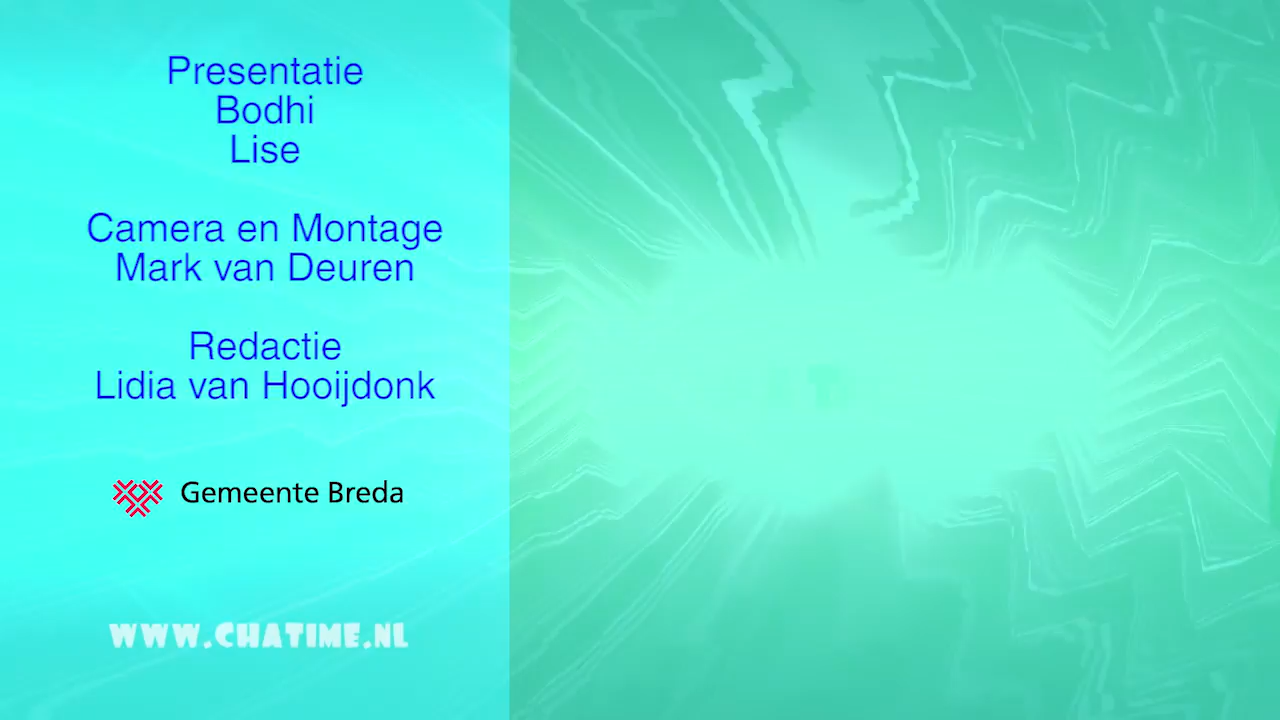 Presentatie
Bodhi
Lise
Camera en Montage
Mark van Deuren
Redactie
Lidia van Hooijdonk
Gemeente Breda
WWW.CHATIME.NL